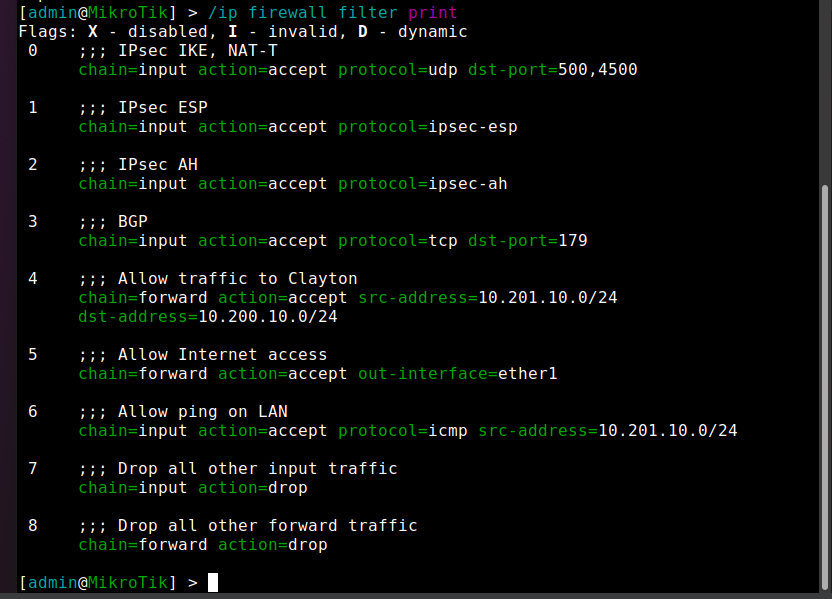 [admin@MikroTik] > /ip firewall filter print
Flags: X - disabled, I - invalid, D - dynamic
0 ;;; IPsec IKE, NAT-T
chain=input action=accept protocol=udp dst-port=500,4500
1 ;;; IPsec ESP
chain=input action=accept protocol=ipsec-esp
2 ;;; IPsec AH
chain=input action=accept protocol=ipsec-ah
3 ;;; BGP
chain=input action=accept protocol=tcp dst-port=179
4 ;;; Allow traffic to Clayton
chain=forward action=accept src-address=10.201.10.0/24
dst-address=10.200.10.0/24
5 ;;; Allow Internet access
chain=forward action=accept out-interface=ether1
6 ;;; Allow ping on LAN
chain=input action=accept protocol=icmp src-address=10.201.10.0/24
7 ;;; Drop all other input traffic
chain=input action=drop
8 ;;; Drop all other forward traffic
chain=forward action=drop
[admin@MikroTik] >